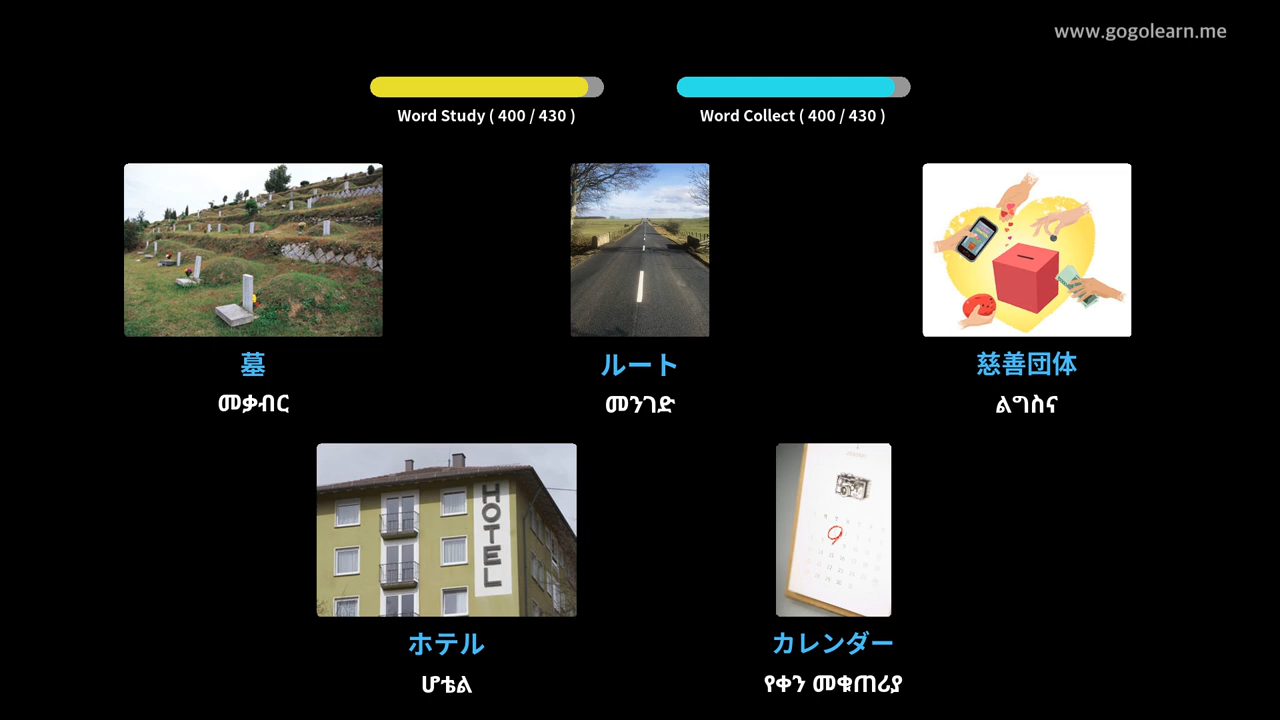 www.gogolearn.me
Word Study ( 400 / 430 )
Word Collect ( 400 / 430 )
墓
መቃብር
ルート
መንገድ
慈善団体
ልግስና
HOTEL
ホテル
ሆቴል
9
カレンダー
የቀን መቁጠሪያ